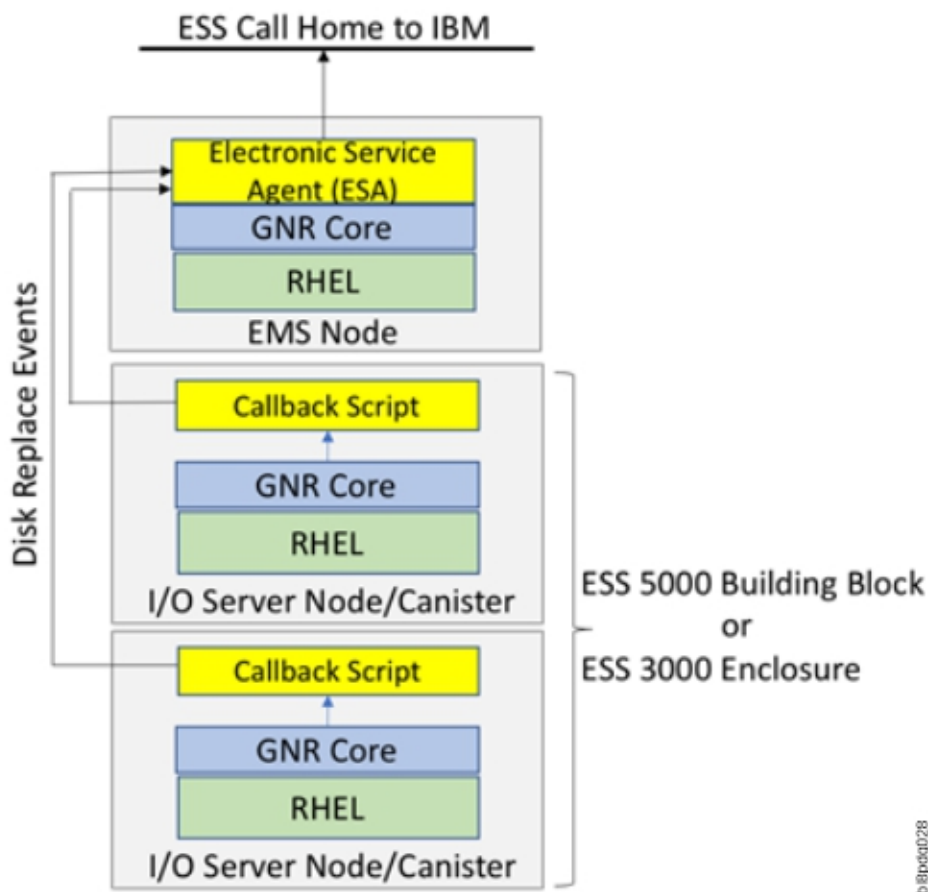 ESS Call Home to IBM
Electronic Service
Agent (ESA)
GNR Core
RHEL
EMS Node
Disk Replace Events
Callback Script
GNR Core
RHEL
I/O Server Node/Canister
ESS 5000 Building Block
or
ESS 3000 Enclosure
Callback Script
GNR Core
RHEL
I/O Server Node/Canister